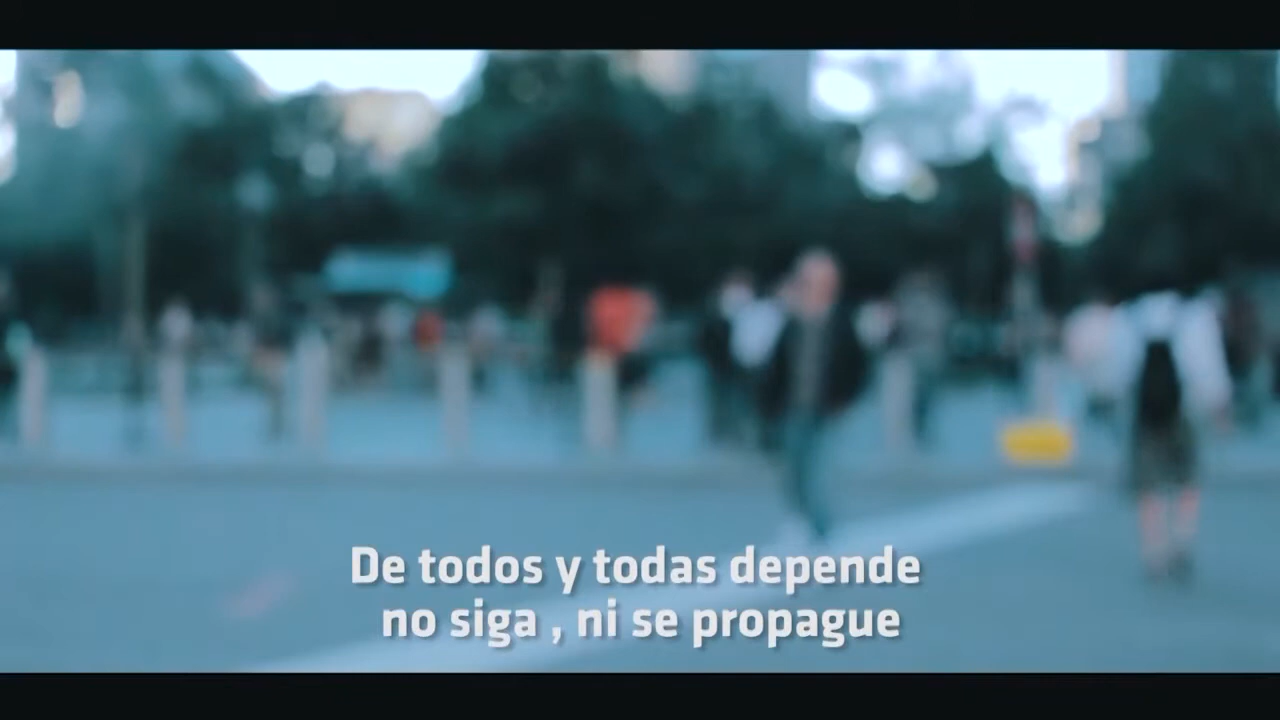 De todos y todas depende
no siga , ni se propague